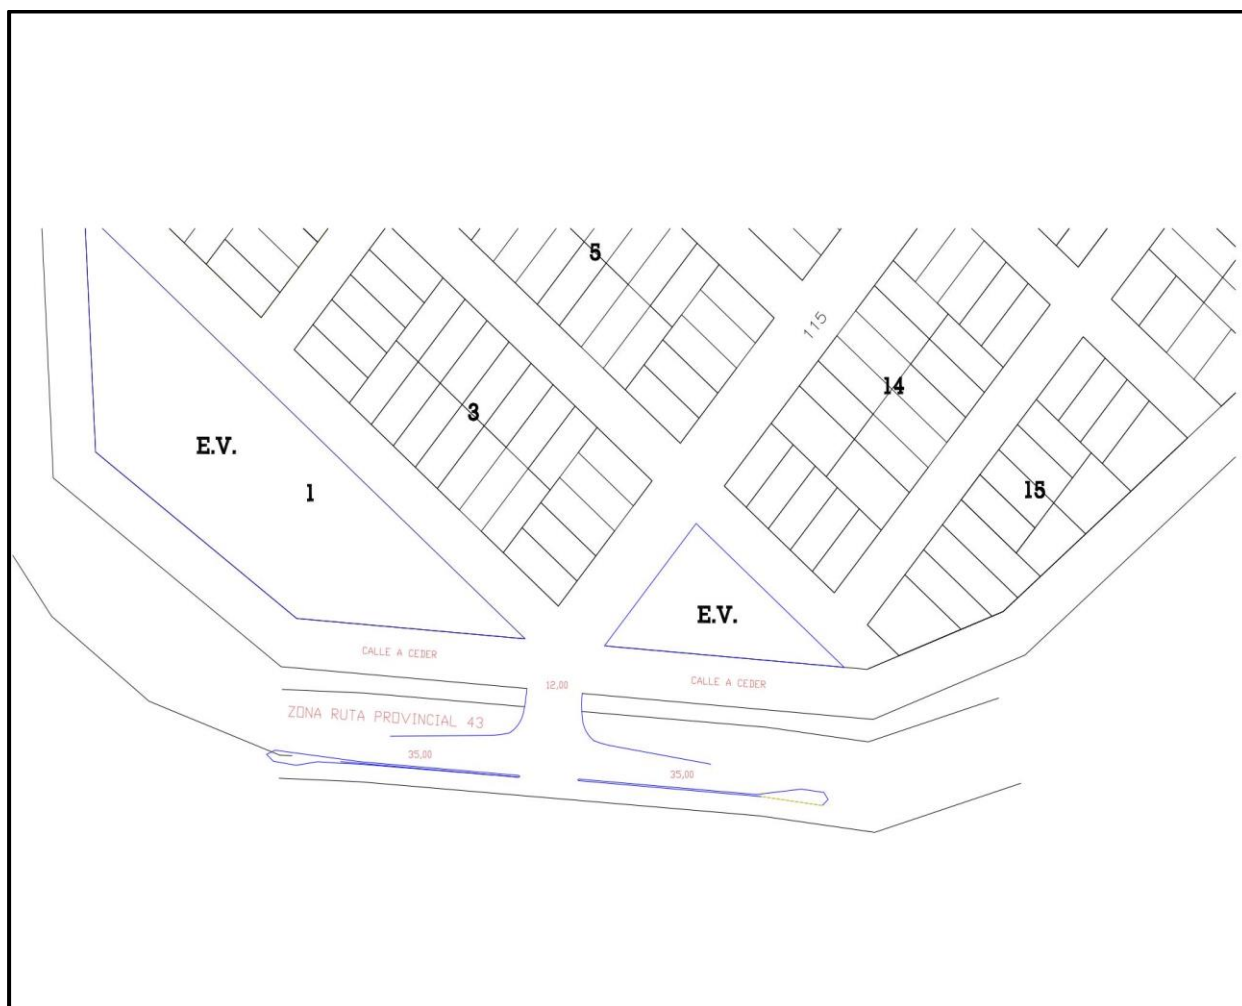 5
115
14
3
E.V.
1
15
E.V.
CALLE A CEDER
12,00
CALLE A CEDER
ZONA RUTA PROVINCIAL 43
35,00
35,00